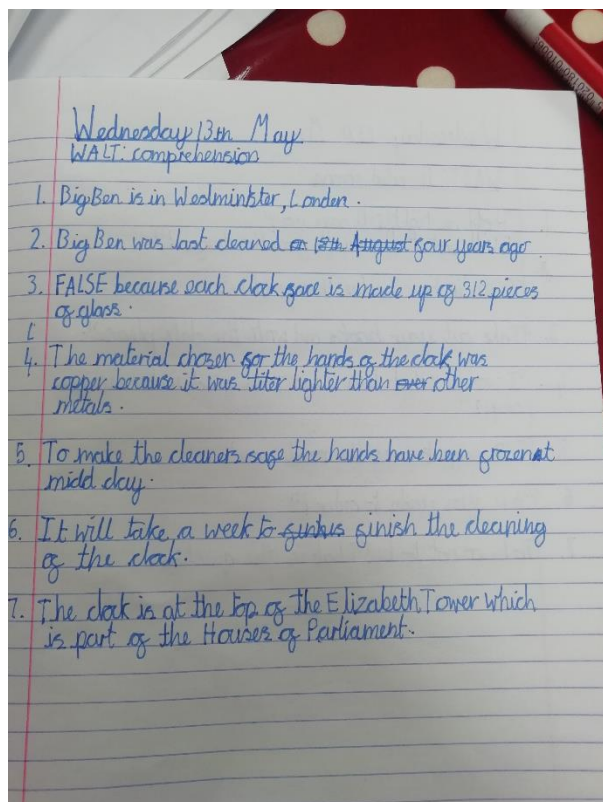 Wednesday 13th May
WALT: comprehension
1. Big Ben is in Westminster, London.
2. Big Ben was last cleaned on 18th August four years ago
3. FALSE because each clock face is made up of 312 pieces
of glass.
4. The material chosen for the hands of the clock was
copper because it was liter lighter than over other
metals.
5. To make the cleaners safe the hands have been frozen at
midd day.
6. It will take a week to finish the cleaning
of the clock.
7. The clock is at the top of the Elizabeth Tower which
is part of the Houses of Parliament.